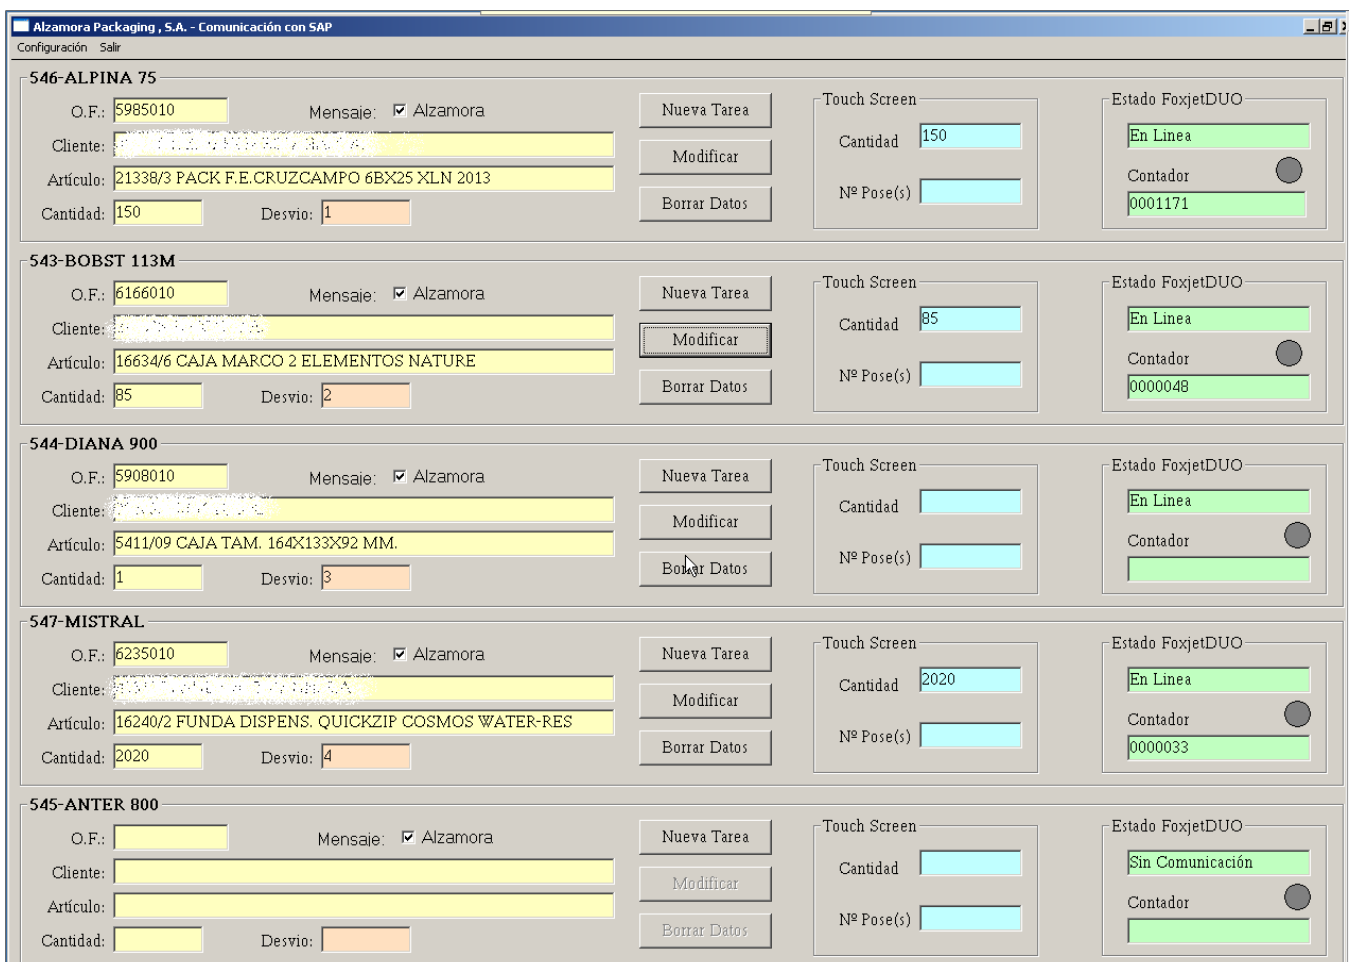 Alzamora Packaging , S.A. - Comunicación con SAP
Configuración Salir
546-ALPINA 75
O.F.: 5985010 Mensaje: Alzamora Nueva Tarea
Cliente: Modificar
Artículo: 21338/3 PACK F.E.CRUZCAMPO 6BX25 XLN 2013
Cantidad: 150 Desvio: 1 Borrar Datos
Touch Screen
Cantidad 150
Nº Pose(s)
Estado FoxjetDUO
En Linea
Contador
0001171
543-BOBST 113M
O.F.: 6166010 Mensaje: Alzamora Nueva Tarea
Cliente: Modificar
Artículo: 16634/6 CAJA MARCO 2 ELEMENTOS NATURE
Cantidad: 85 Desvio: 2 Borrar Datos
Touch Screen
Cantidad 85
Nº Pose(s)
Estado FoxjetDUO
En Linea
Contador
0000048
544-DIANA 900
O.F.: 5908010 Mensaje: Alzamora Nueva Tarea
Cliente: Modificar
Artículo: 5411/09 CAJA TAM. 164X133X92 MM.
Cantidad: 1 Desvio: 3 Borrar Datos
Touch Screen
Cantidad
Nº Pose(s)
Estado FoxjetDUO
En Linea
Contador
547-MISTRAL
O.F.: 6235010 Mensaje: Alzamora Nueva Tarea
Cliente: Modificar
Artículo: 16240/2 FUNDA DISPENS. QUICKZIP COSMOS WATER-RES
Cantidad: 2020 Desvio: 4 Borrar Datos
Touch Screen
Cantidad 2020
Nº Pose(s)
Estado FoxjetDUO
En Linea
Contador
0000033
545-ANTER 800
O.F.: Mensaje: Alzamora Nueva Tarea
Cliente: Modificar
Artículo:
Cantidad: Desvio: Borrar Datos
Touch Screen
Cantidad
Nº Pose(s)
Estado FoxjetDUO
Sin Comunicación
Contador